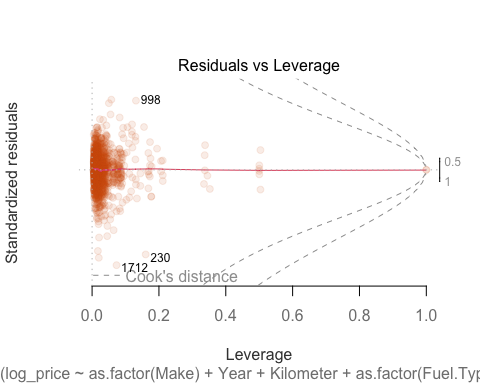 Residuals vs Leverage
Standardized residuals
998
230
1712
Cook's distance
0.5
1
0.0 0.2 0.4 0.6 0.8 1.0
Leverage
(log_price ~ as.factor(Make) + Year + Kilometer + as.factor(Fuel.Typ